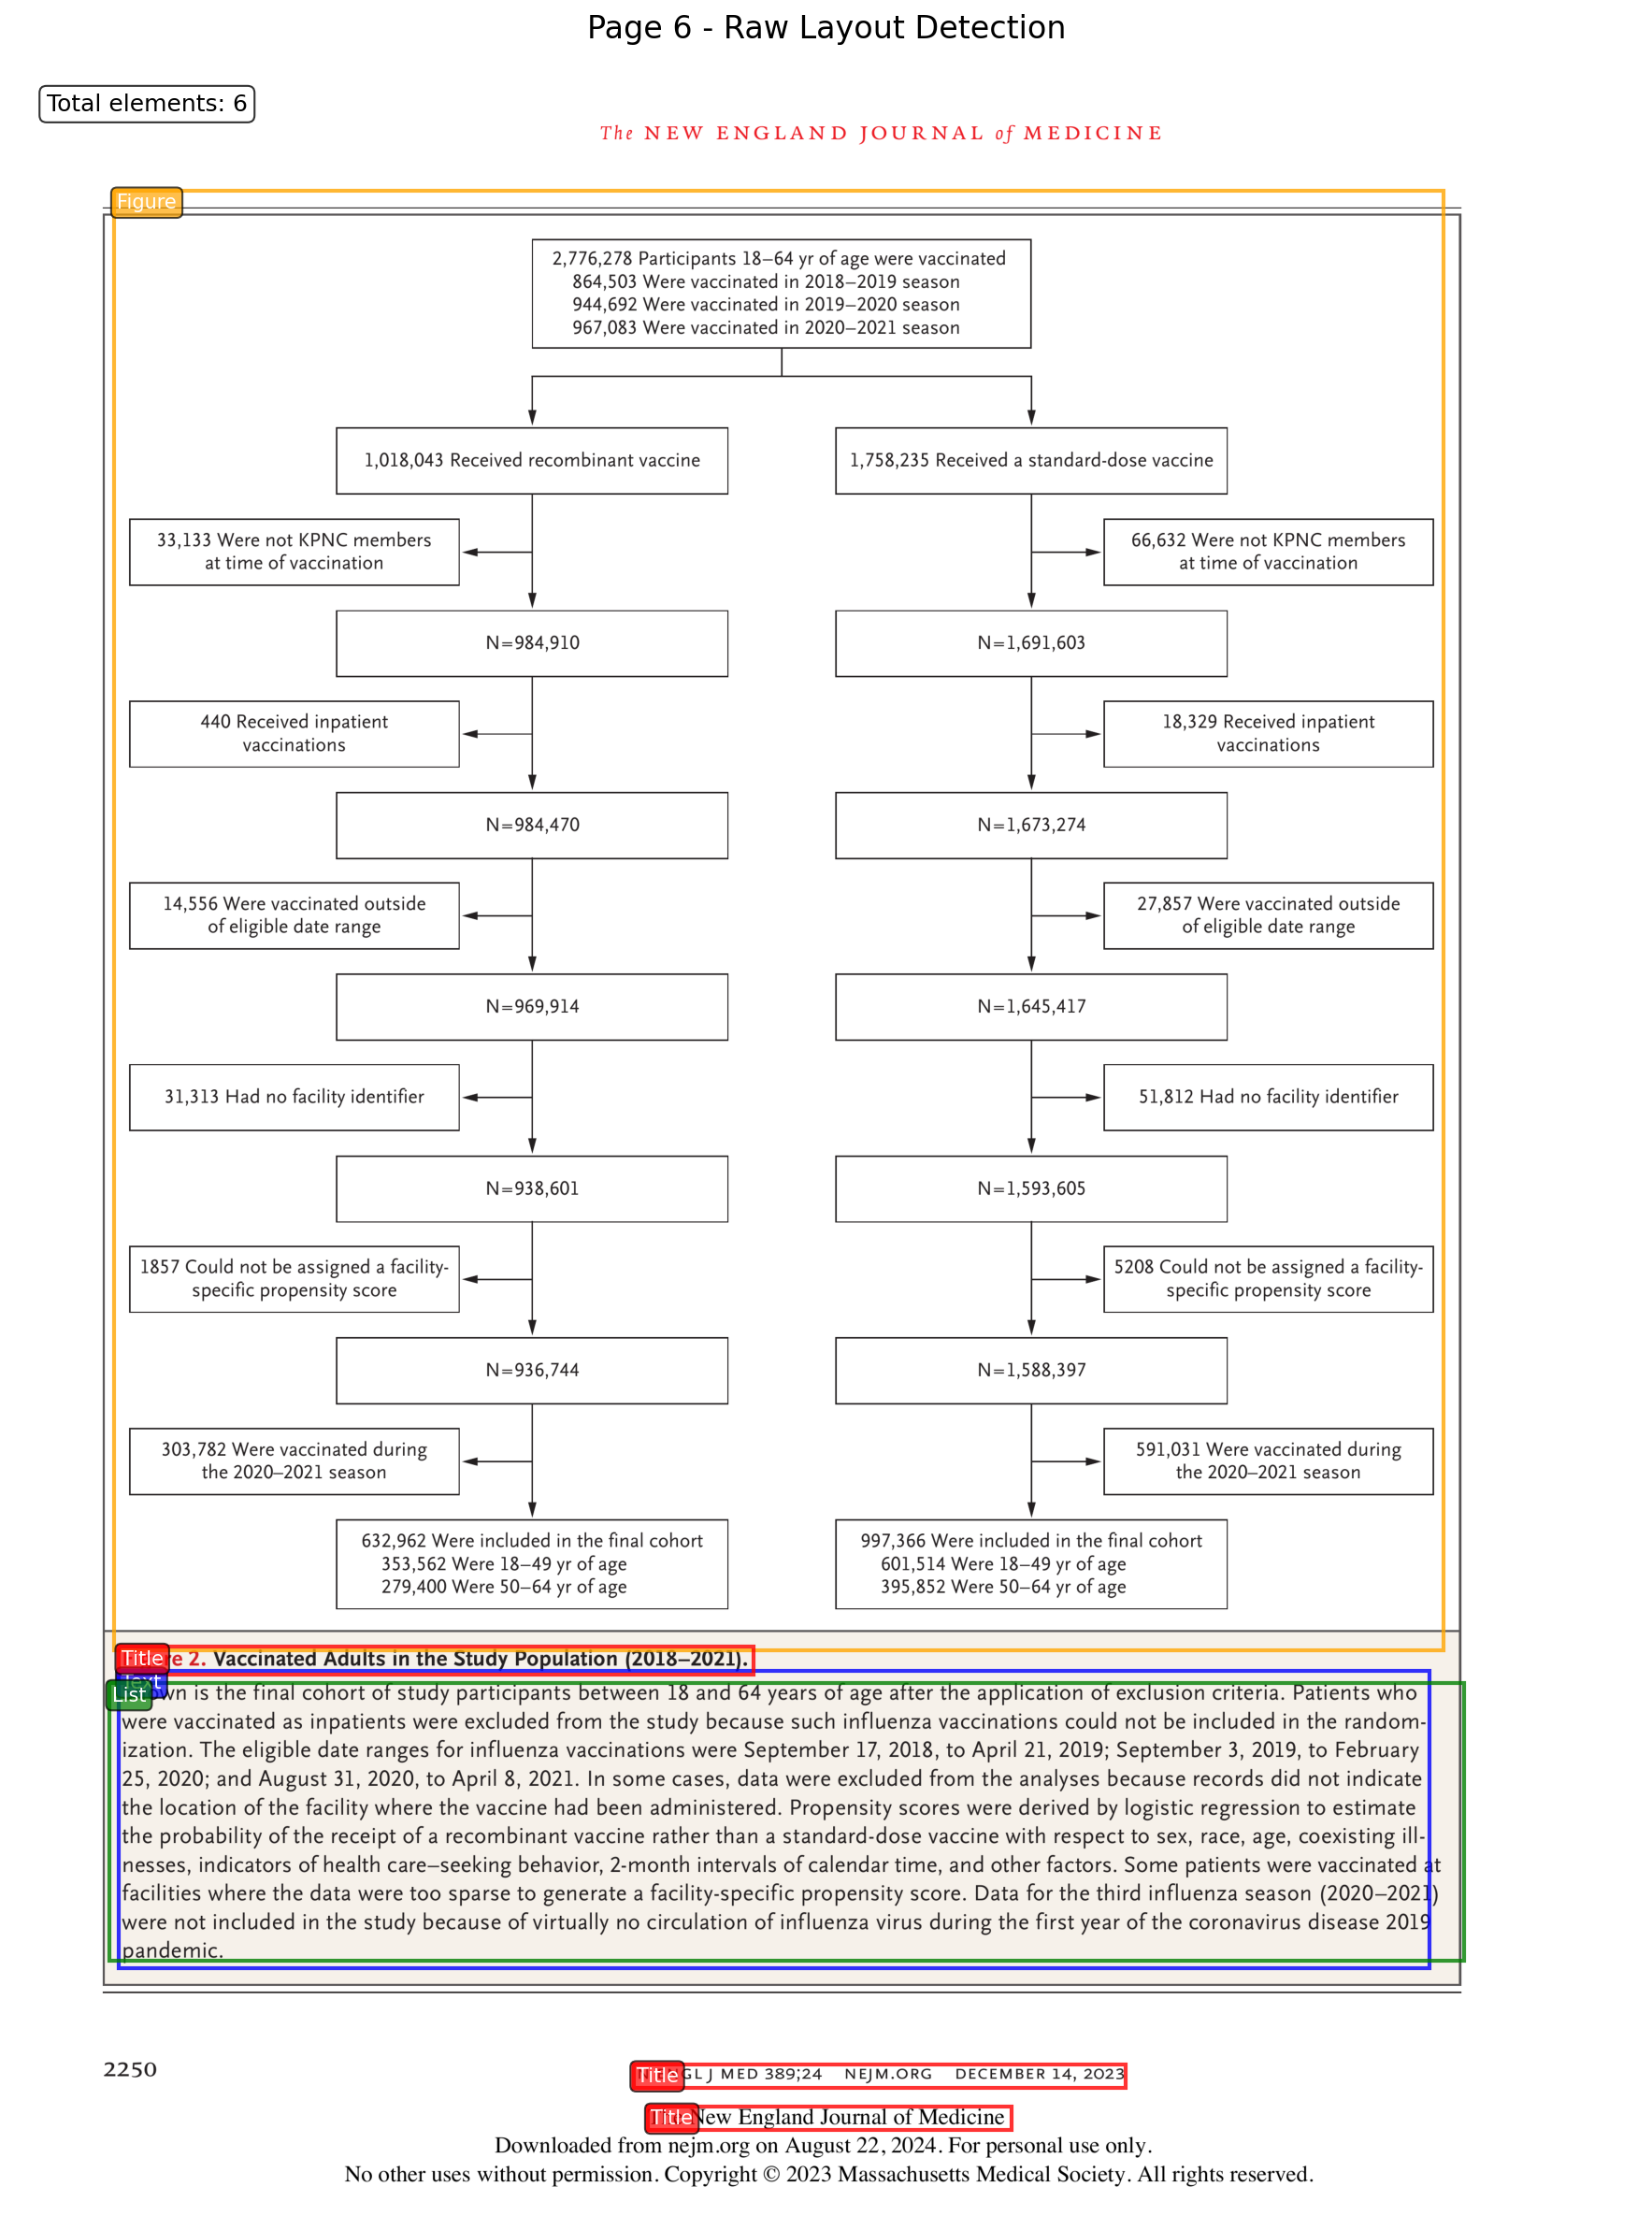 Page 6 - Raw Layout Detection
Total elements: 6
The NEW ENGLAND JOURNAL of MEDICINE
Figure
2,776,278 Participants 18–64 yr of age were vaccinated
864,503 Were vaccinated in 2018–2019 season
944,692 Were vaccinated in 2019–2020 season
967,083 Were vaccinated in 2020–2021 season
1,018,043 Received recombinant vaccine
1,758,235 Received a standard-dose vaccine
33,133 Were not KPNC members
at time of vaccination
66,632 Were not KPNC members
at time of vaccination
N=984,910
N=1,691,603
440 Received inpatient
vaccinations
18,329 Received inpatient
vaccinations
N=984,470
N=1,673,274
14,556 Were vaccinated outside
of eligible date range
27,857 Were vaccinated outside
of eligible date range
N=969,914
N=1,645,417
31,313 Had no facility identifier
51,812 Had no facility identifier
N=938,601
N=1,593,605
1857 Could not be assigned a facility-
specific propensity score
5208 Could not be assigned a facility-
specific propensity score
N=936,744
N=1,588,397
303,782 Were vaccinated during
the 2020–2021 season
591,031 Were vaccinated during
the 2020–2021 season
632,962 Were included in the final cohort
353,562 Were 18–49 yr of age
279,400 Were 50–64 yr of age
997,366 Were included in the final cohort
601,514 Were 18–49 yr of age
395,852 Were 50–64 yr of age
Title
2. Vaccinated Adults in the Study Population (2018–2021).
Text
List
is the final cohort of study participants between 18 and 64 years of age after the application of exclusion criteria. Patients who
were vaccinated as inpatients were excluded from the study because such influenza vaccinations could not be included in the random-
ization. The eligible date ranges for influenza vaccinations were September 17, 2018, to April 21, 2019; September 3, 2019, to February
25, 2020; and August 31, 2020, to April 8, 2021. In some cases, data were excluded from the analyses because records did not indicate
the location of the facility where the vaccine had been administered. Propensity scores were derived by logistic regression to estimate
the probability of the receipt of a recombinant vaccine rather than a standard-dose vaccine with respect to sex, race, age, coexisting ill-
nesses, indicators of health care–seeking behavior, 2-month intervals of calendar time, and other factors. Some patients were vaccinated at
facilities where the data were too sparse to generate a facility-specific propensity score. Data for the third influenza season (2020–2021)
were not included in the study because of virtually no circulation of influenza virus during the first year of the coronavirus disease 2019
pandemic.
2250
Title
J MED 389;24 NEJM.ORG DECEMBER 14, 2023
Title
New England Journal of Medicine
Downloaded from nejm.org on August 22, 2024. For personal use only.
No other uses without permission. Copyright © 2023 Massachusetts Medical Society. All rights reserved.